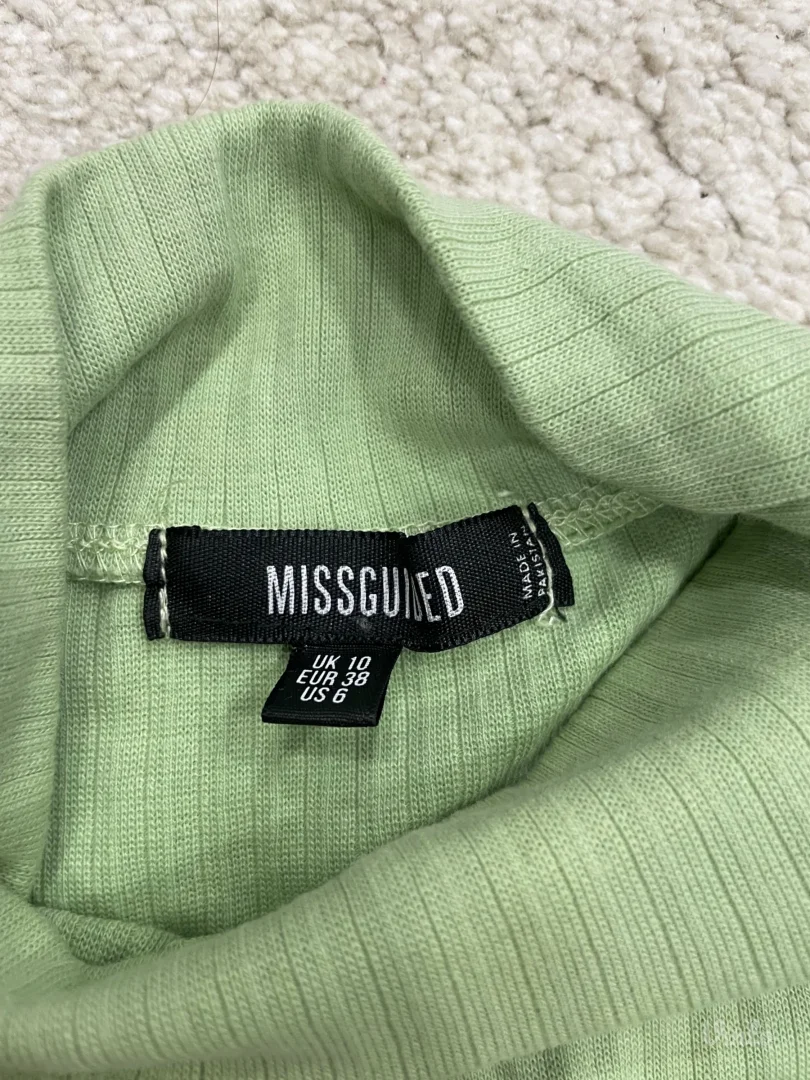 MISSGUIDED
MADE IN
PAKISTAN
UK 10
EUR 38
US 6